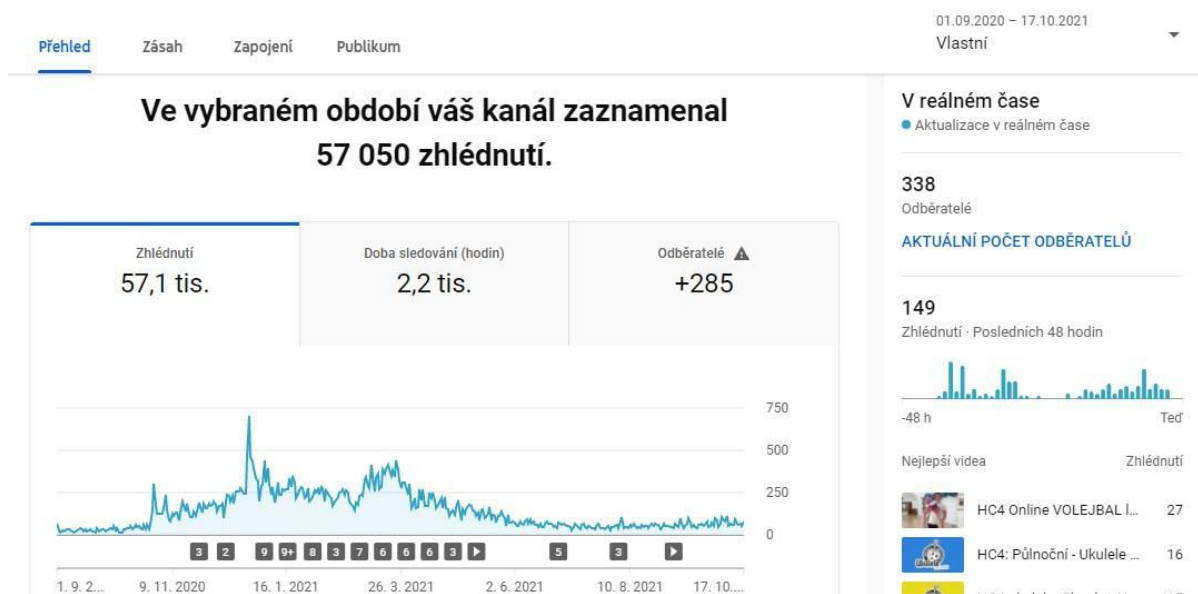 Přehled
Zásah
Zapojení
Publikum
01.09.2020 – 17.10.2021
Vlastní
Ve vybraném období váš kanál zaznamenal
57 050 zhlédnutí.
Zhlédnutí
57,1 tis.
Doba sledování (hodin)
2,2 tis.
Odběratelé
+285
750
500
250
0
3 2 9 9+ 8 3 7 6 6 6 3 5 3
1. 9. 2... 9. 11. 2020 16. 1. 2021 26. 3. 2021 2. 6. 2021 10. 8. 2021 17. 10....
V reálném čase
Aktualizace v reálném čase
338
Odběratelé
AKTUÁLNÍ POČET ODBĚRATELŮ
149
Zhlédnutí · Posledních 48 hodin
-48 h Teď
Nejlepší videa Zhlédnutí
HC4 Online VOLEJBAL I... 27
HC4: Půlnoční - Ukulele ... 16